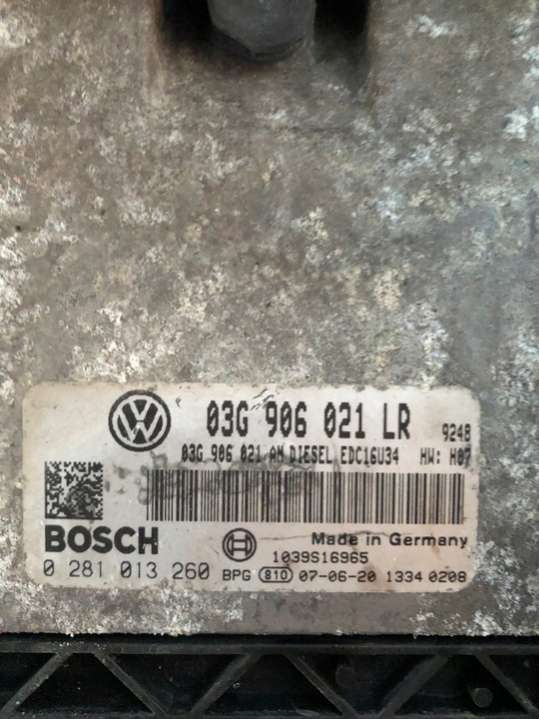 03G 906 021 LR 9248
03G 906 021 AM DIESEL EDC16U34 HW: H07
BOSCH
Made in Germany
1039S16965
0 281 013 260 BPG 810 07-06-20 1334 0208